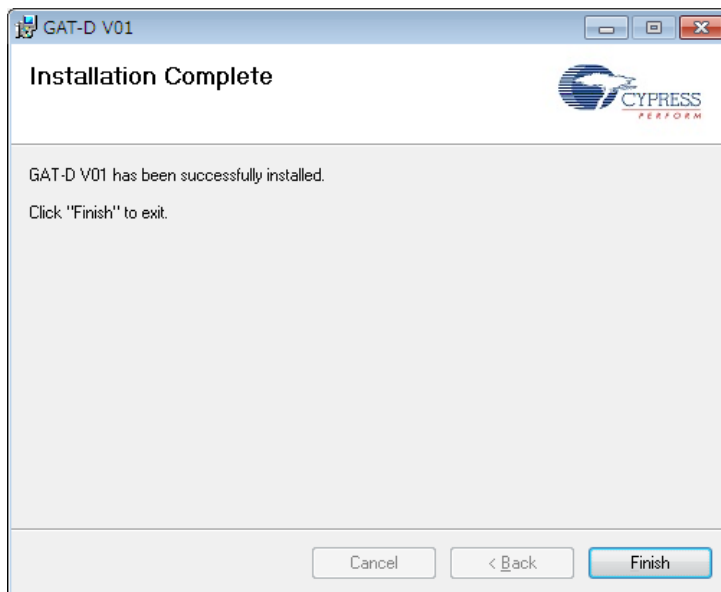 GAT-D V01
Installation Complete
CYPRESS
PERFORM
GAT-D V01 has been successfully installed.
Click "Finish" to exit.
Cancel
< Back
Finish